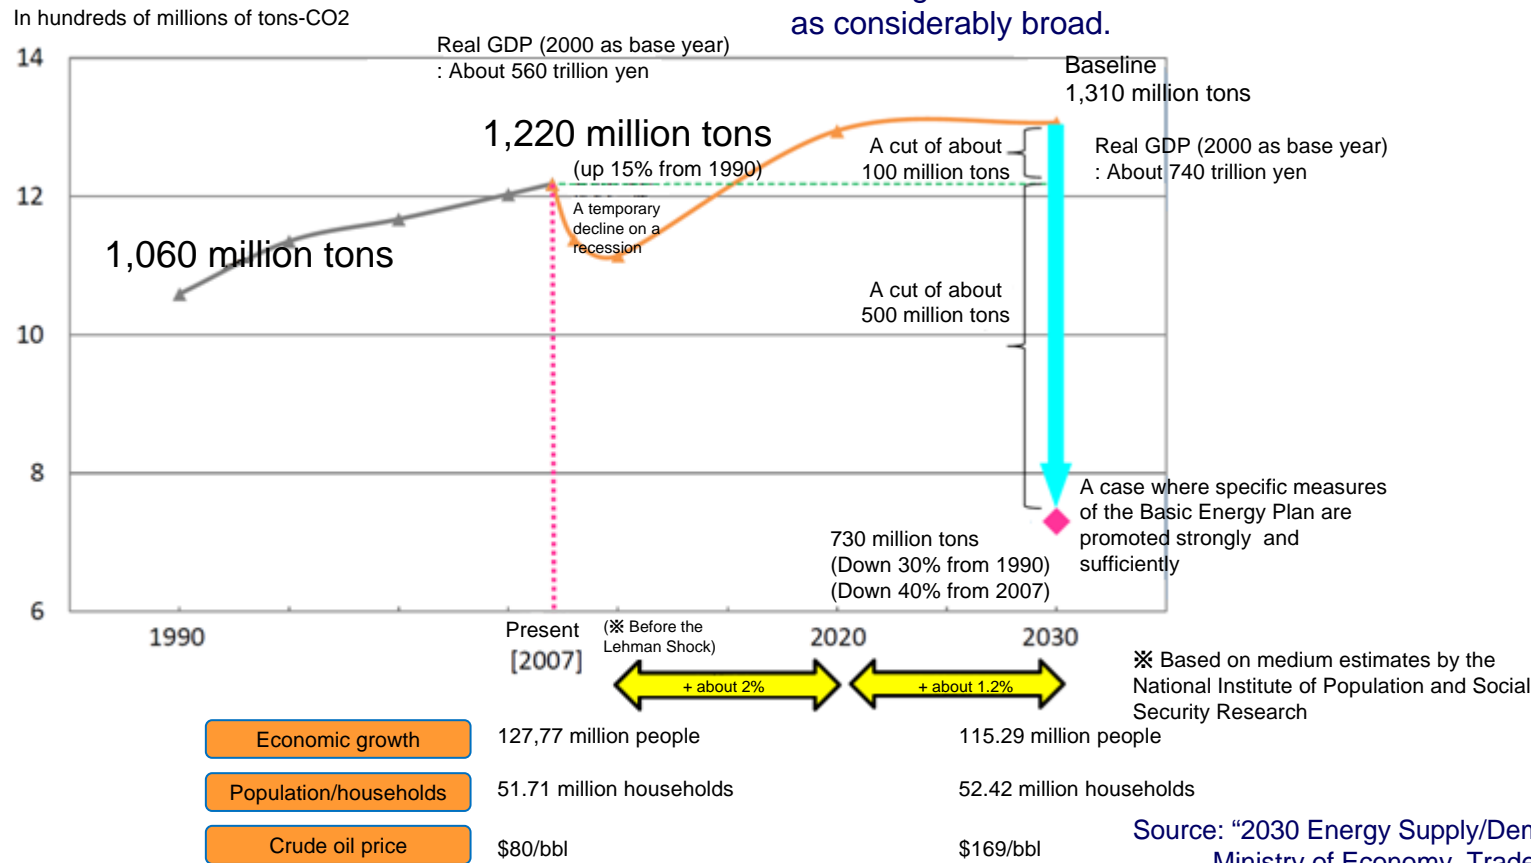 In hundreds of millions of tons-CO2
as considerably broad.
Real GDP (2000 as base year)
: About 560 trillion yen
Baseline
1,310 million tons
14
1,220 million tons
(up 15% from 1990)
A cut of about
100 million tons
Real GDP (2000 as base year)
: About 740 trillion yen
12
A temporary
decline on a
recession
1,060 million tons
A cut of about
500 million tons
10
8
A case where specific measures
of the Basic Energy Plan are
promoted strongly and
sufficiently
730 million tons
(Down 30% from 1990)
(Down 40% from 2007)
6
1990
Present
[2007]
(※ Before the
Lehman Shock)
2020
2030
+ about 2%
+ about 1.2%
※ Based on medium estimates by the
National Institute of Population and Social
Security Research
Economic growth
127,77 million people
115.29 million people
Population/households
51.71 million households
52.42 million households
Crude oil price
$80/bbl
$169/bbl
Source: “2030 Energy Supply/Den
Ministry of Economy, Trade